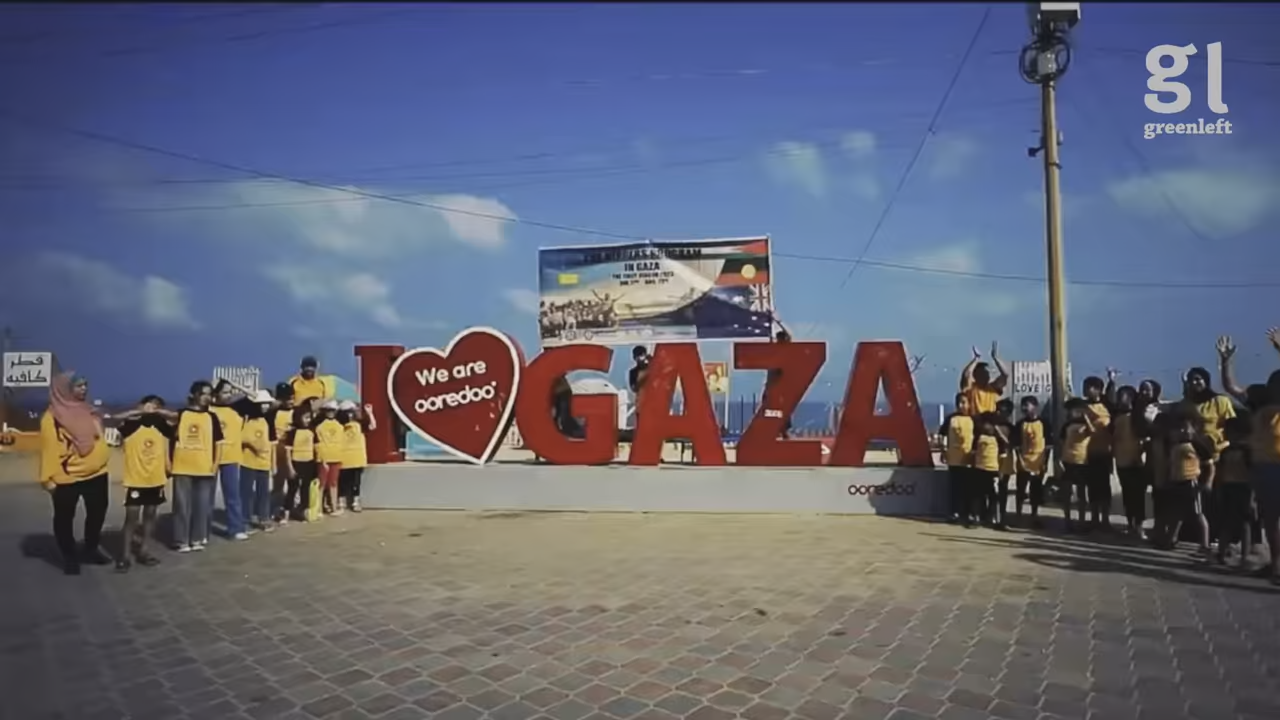 gl
greenleft
IN GAZA
We are
ooredoo
I GAZA
قطر
كافيه
LOVE G
ooredoo